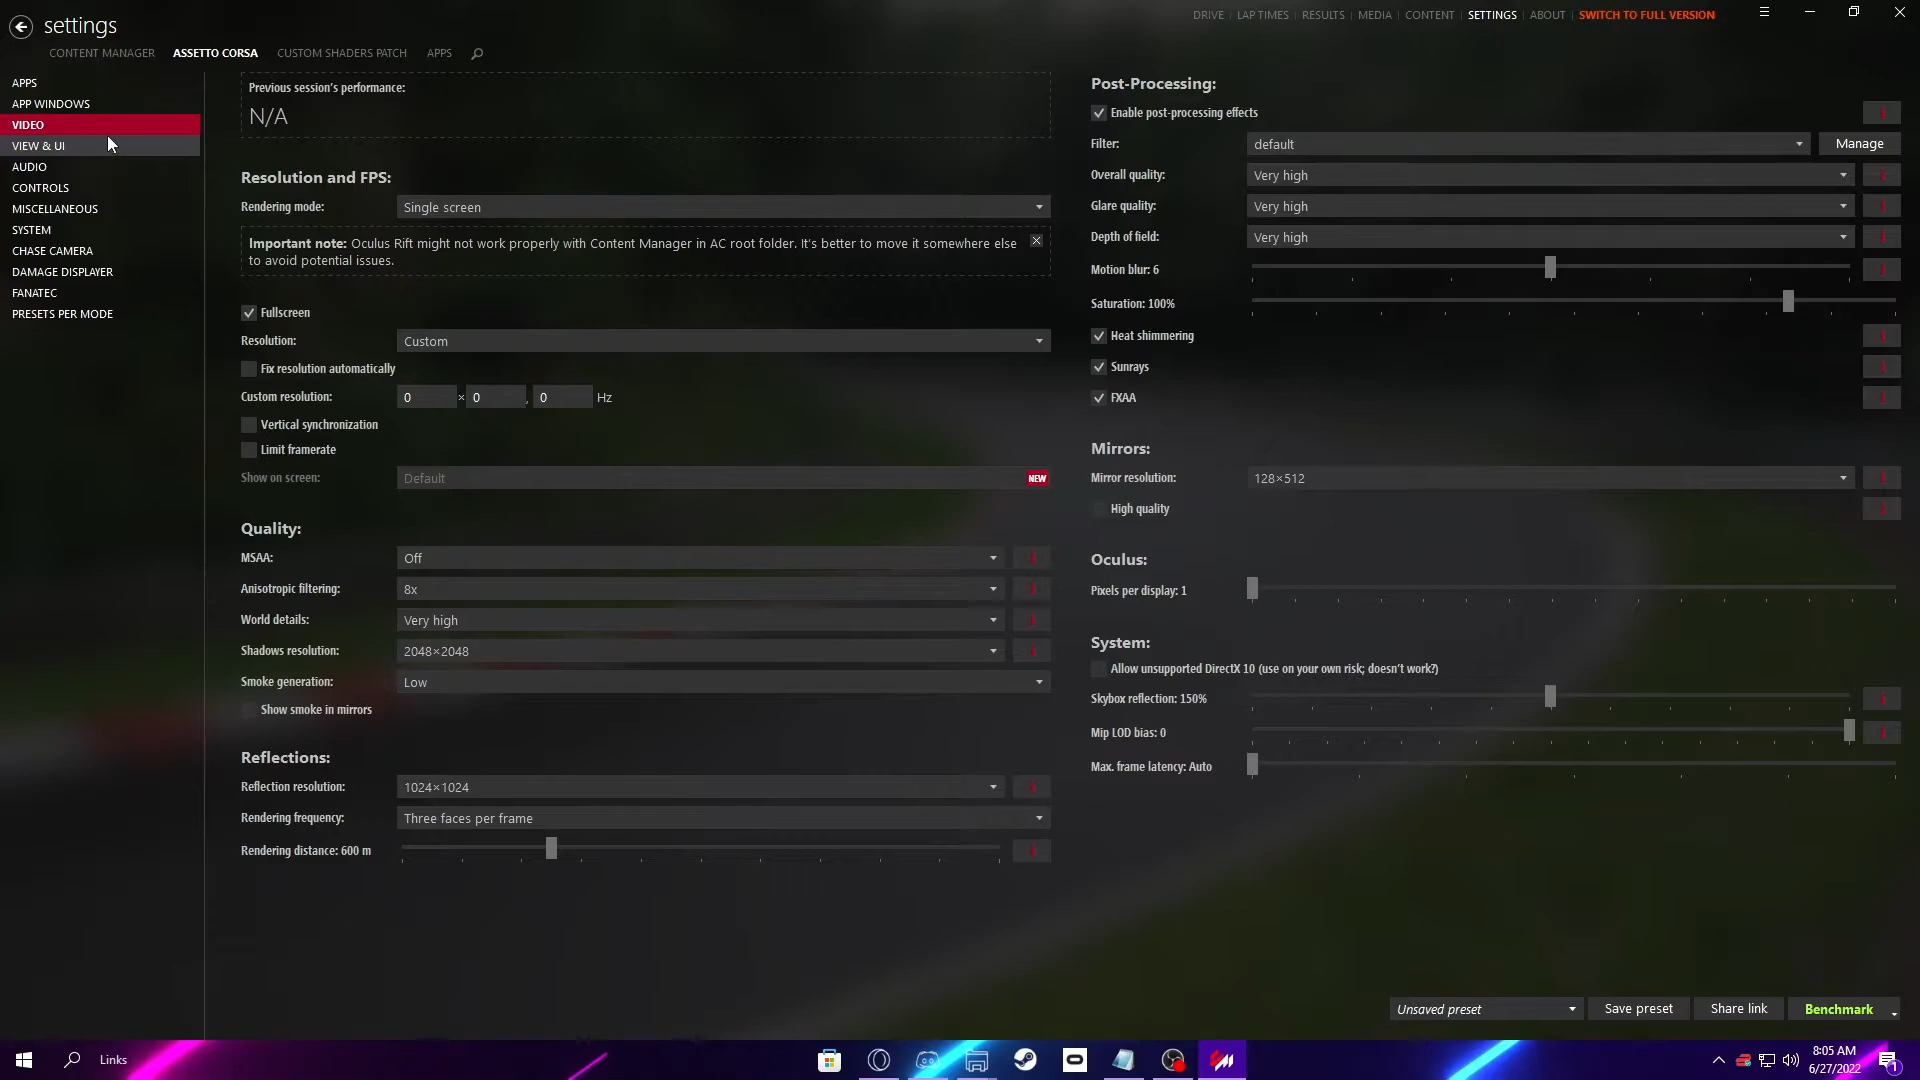 settings
DRIVE | LAP TIMES | RESULTS | MEDIA | CONTENT | SETTINGS | ABOUT | SWITCH TO FULL VERSION
CONTENT MANAGER
ASSETTO CORSA
CUSTOM SHADERS PATCH
APPS
APPS
APP WINDOWS
VIDEO
VIEW & UI
AUDIO
CONTROLS
MISCELLANEOUS
SYSTEM
CHASE CAMERA
DAMAGE DISPLAYER
FANATEC
PRESETS PER MODE
Previous session's performance:
N/A
Resolution and FPS:
Rendering mode: Single screen
Important note: Oculus Rift might not work properly with Content Manager in AC root folder. It's better to move it somewhere else
to avoid potential issues.
Fullscreen
Resolution: Custom
Fix resolution automatically
Custom resolution: 0 × 0 , 0 Hz
Vertical synchronization
Limit framerate
Show on screen: Default NEW
Quality:
MSAA: Off
Anisotropic filtering: 8x
World details: Very high
Shadows resolution: 2048×2048
Smoke generation: Low
Show smoke in mirrors
Reflections:
Reflection resolution: 1024×1024
Rendering frequency: Three faces per frame
Rendering distance: 600 m
Post-Processing:
Enable post-processing effects
Filter: default Manage
Overall quality: Very high
Glare quality: Very high
Depth of field: Very high
Motion blur: 6
Saturation: 100%
Heat shimmering
Sunrays
FXAA
Mirrors:
Mirror resolution: 128×512
High quality
Oculus:
Pixels per display: 1
System:
Allow unsupported DirectX 10 (use on your own risk; doesn't work?)
Skybox reflection: 150%
Mip LOD bias: 0
Max. frame latency: Auto
Unsaved preset
Save preset
Share link
Benchmark
Links
8:05 AM
6/27/2022
1